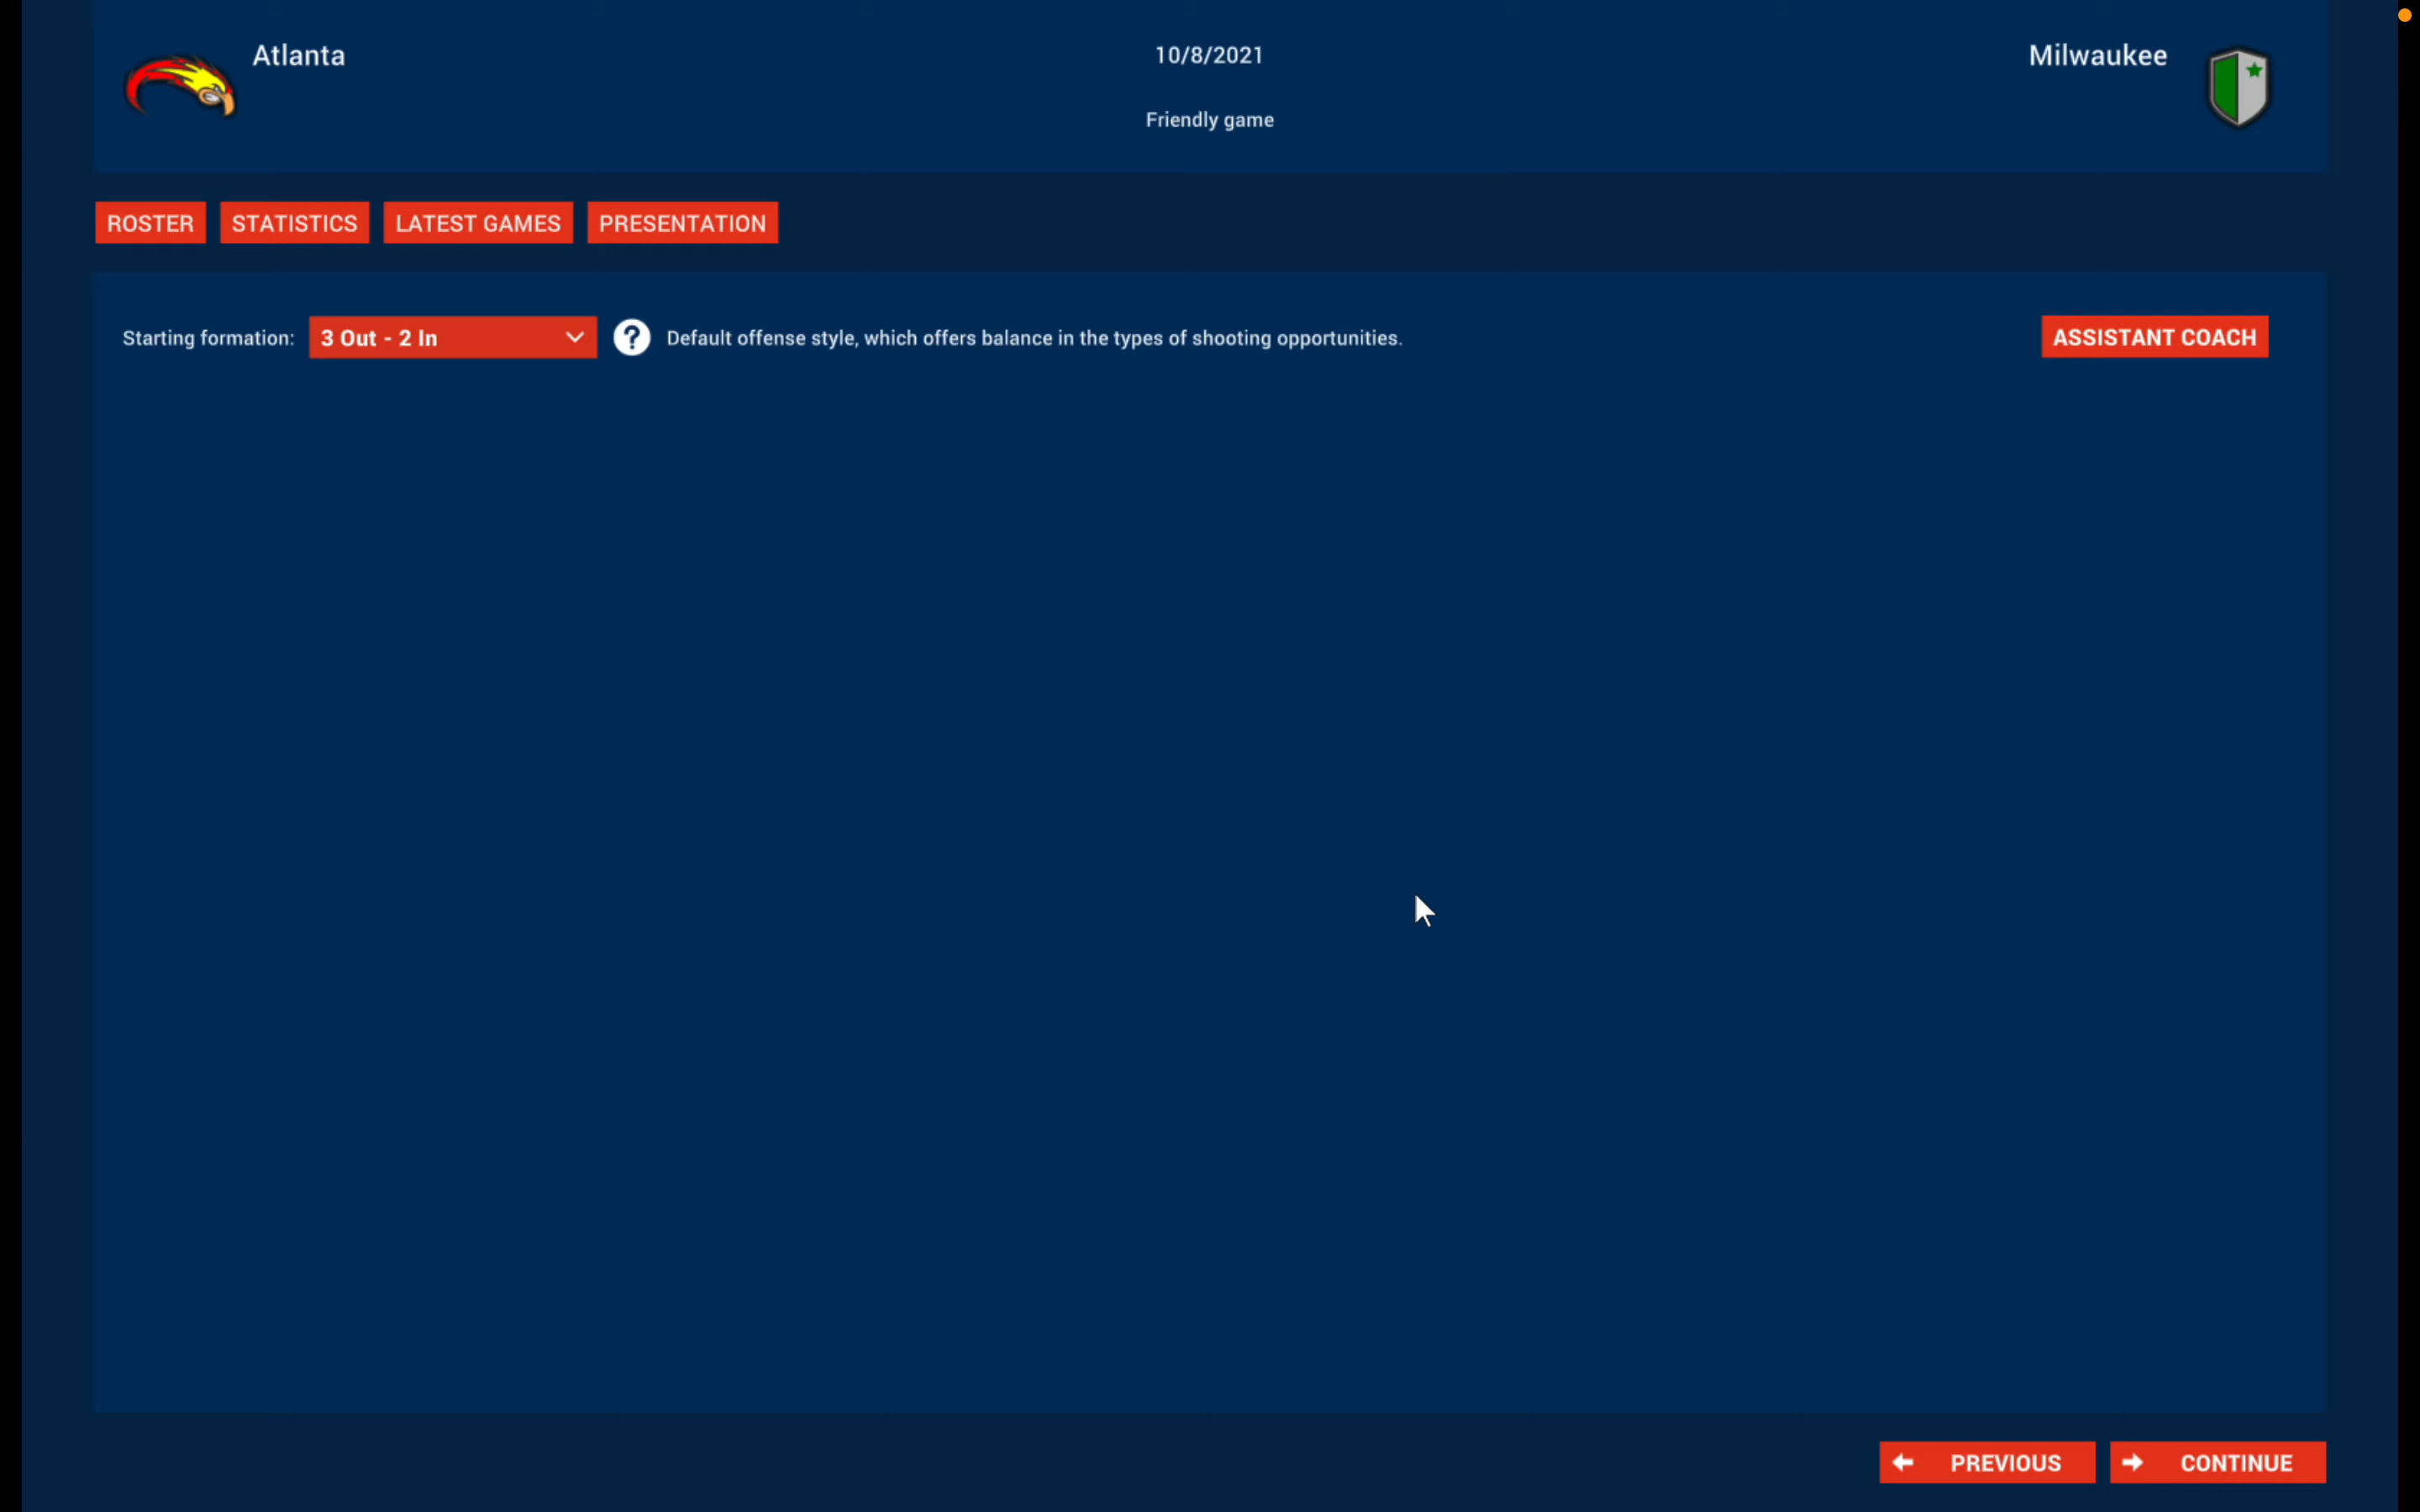 Atlanta
10/8/2021
Milwaukee
Friendly game
ROSTER
STATISTICS
LATEST GAMES
PRESENTATION
Starting formation:
3 Out - 2 In
?
Default offense style, which offers balance in the types of shooting opportunities.
ASSISTANT COACH
PREVIOUS
CONTINUE